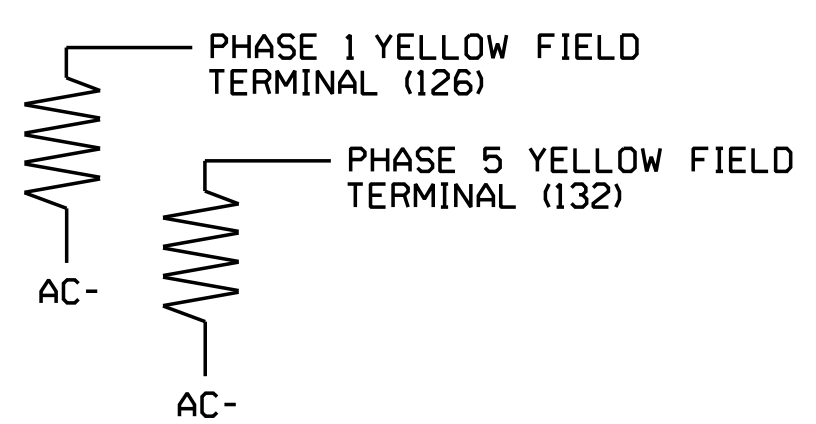 PHASE 1 YELLOW FIELD
TERMINAL (126)
PHASE 5 YELLOW FIELD
TERMINAL (132)
AC-
AC-